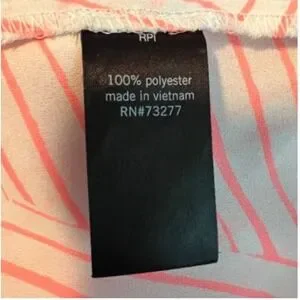 RPI
100% polyester
made in vietnam
RN#73277